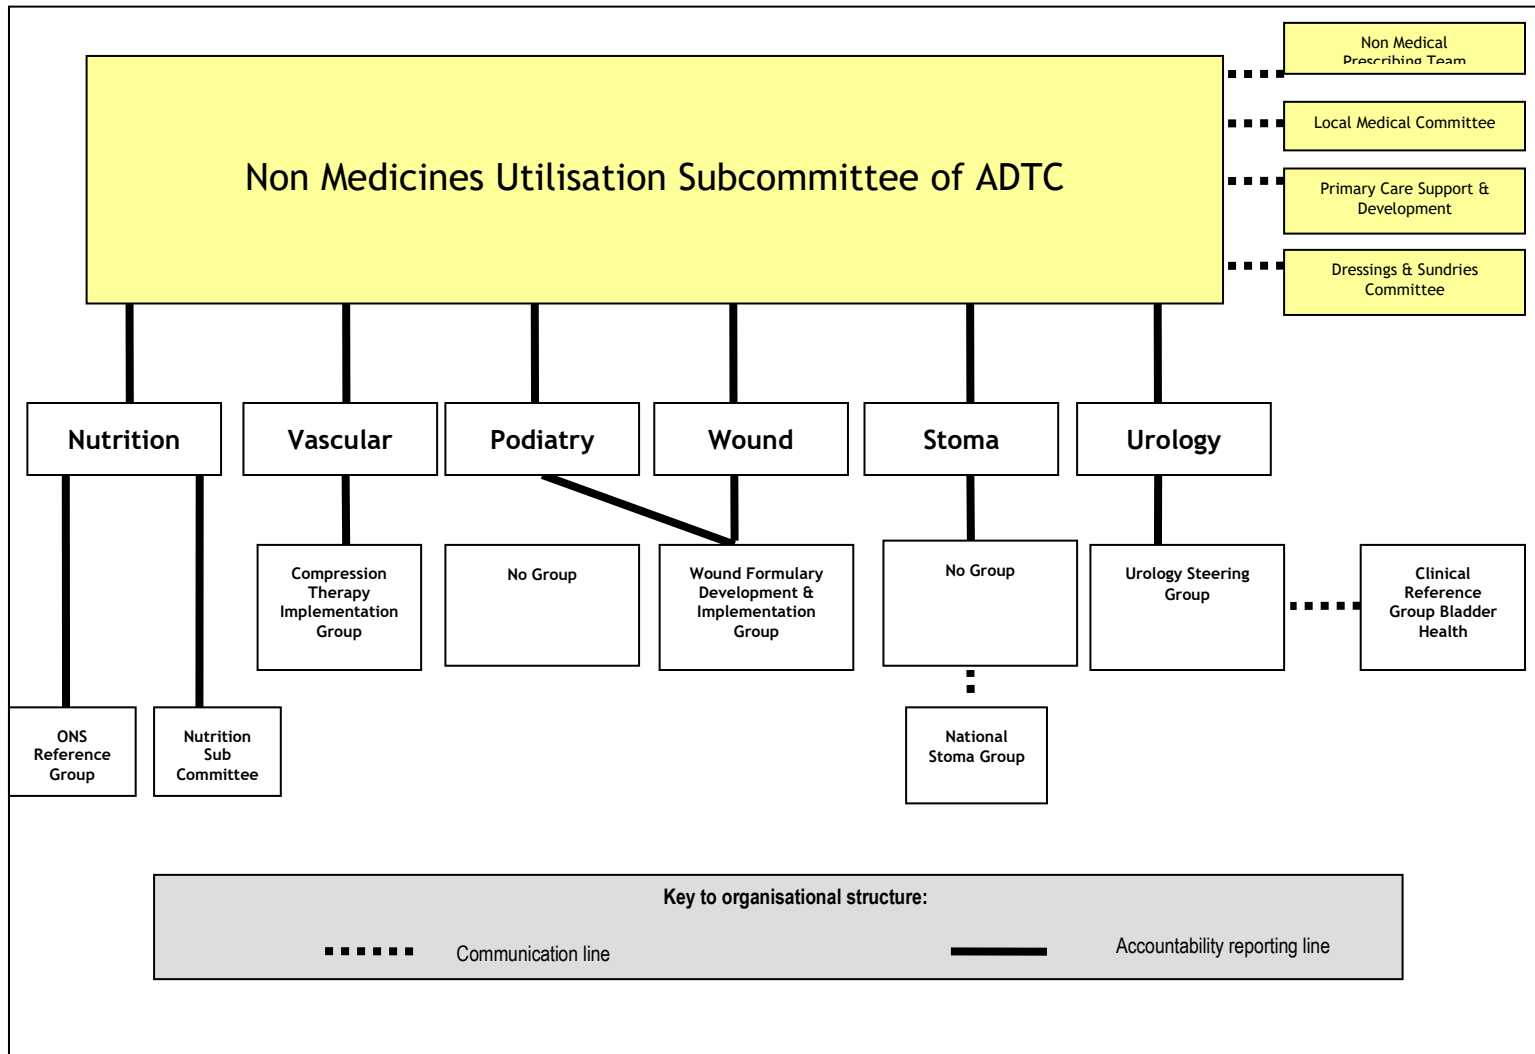 Non Medical
Prescribing Team
Non Medicines Utilisation Subcommittee of ADTC
Local Medical Committee
Primary Care Support &
Development
Dressings & Sundries
Committee
Nutrition
Vascular
Podiatry
Wound
Stoma
Urology
Compression
Therapy
Implementation
Group
No Group
Wound Formulary
Development &
Implementation
Group
No Group
Urology Steering
Group
Clinical
Reference
Group Bladder
Health
ONS
Reference
Group
Nutrition
Sub
Committee
National
Stoma Group
Key to organisational structure:
Communication line
Accountability reporting line